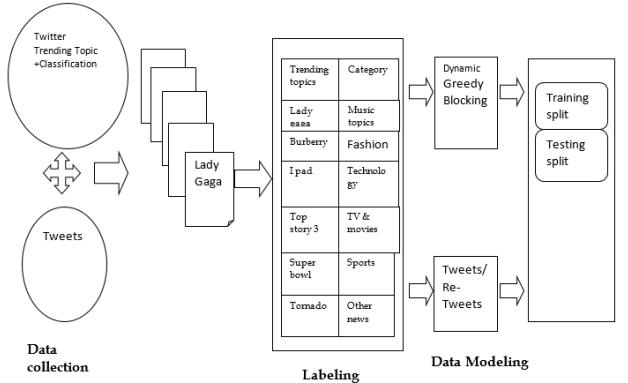 Twitter
Trending Topic
+Classification
Tweets
Data
collection
Lady
Gaga
Trending
topics
Category
Lady
gaga
Music
topics
Burberry
Fashion
I pad
Technolo
gy
Top
story 3
TV &
movies
Super
bowl
Sports
Tornado
Other
news
Labeling
Dynamic
Greedy
Blocking
Tweets/
Re-
Tweets
Data Modeling
Training
split
Testing
split